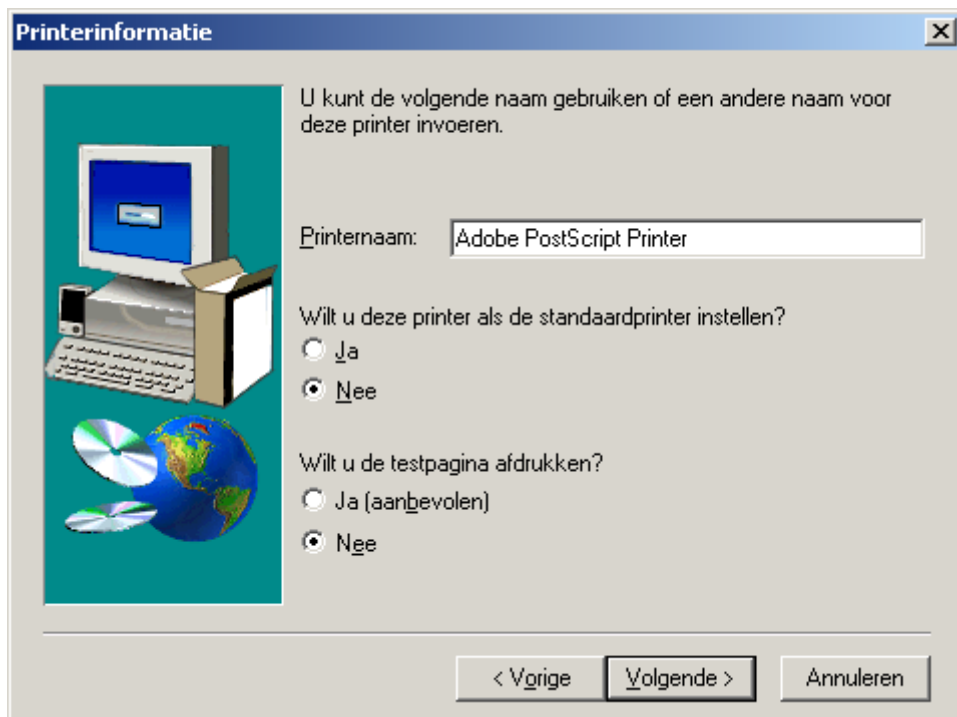 Printerinformatie
U kunt de volgende naam gebruiken of een andere naam voor
deze printer invoeren.
Printernaam: Adobe PostScript Printer
Wilt u deze printer als de standaardprinter instellen?
Ja
Nee
Wilt u de testpagina afdrukken?
Ja (aanbevolen)
Nee
< Vorige Volgende > Annuleren